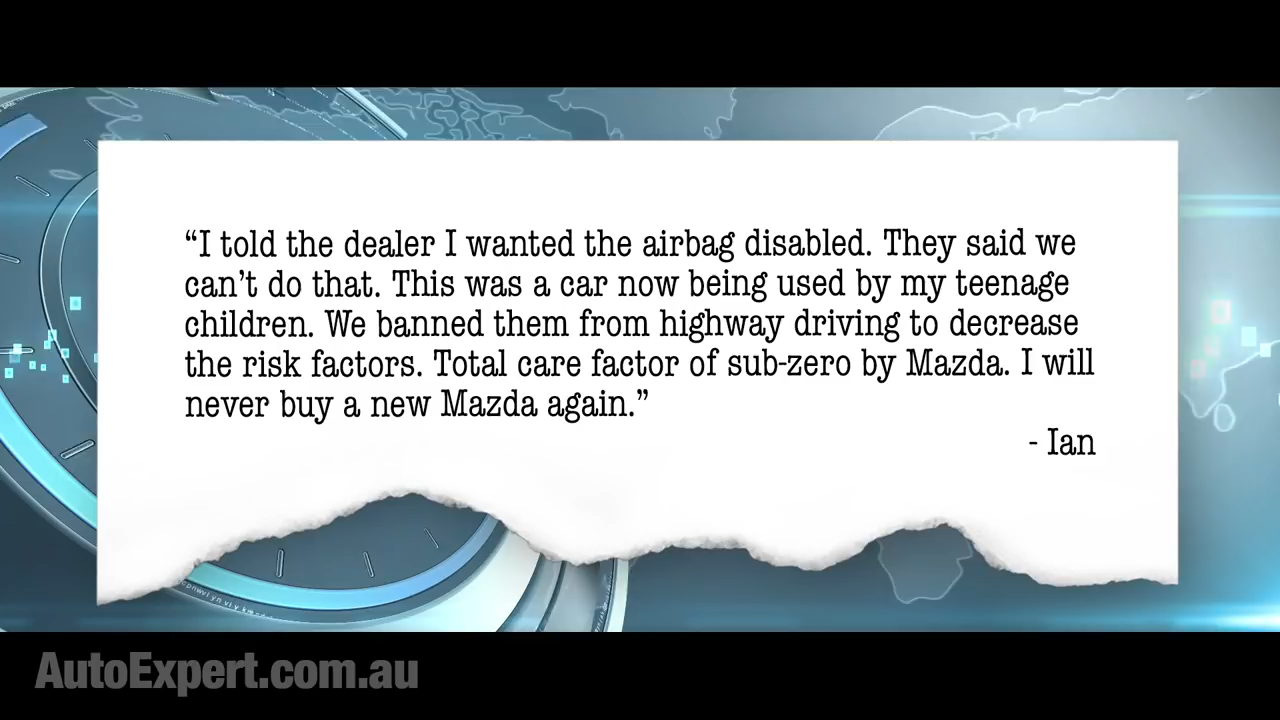 “I told the dealer I wanted the airbag disabled. They said we
can’t do that. This was a car now being used by my teenage
children. We banned them from highway driving to decrease
the risk factors. Total care factor of sub-zero by Mazda. I will
never buy a new Mazda again.”
- Ian
AutoExpert.com.au